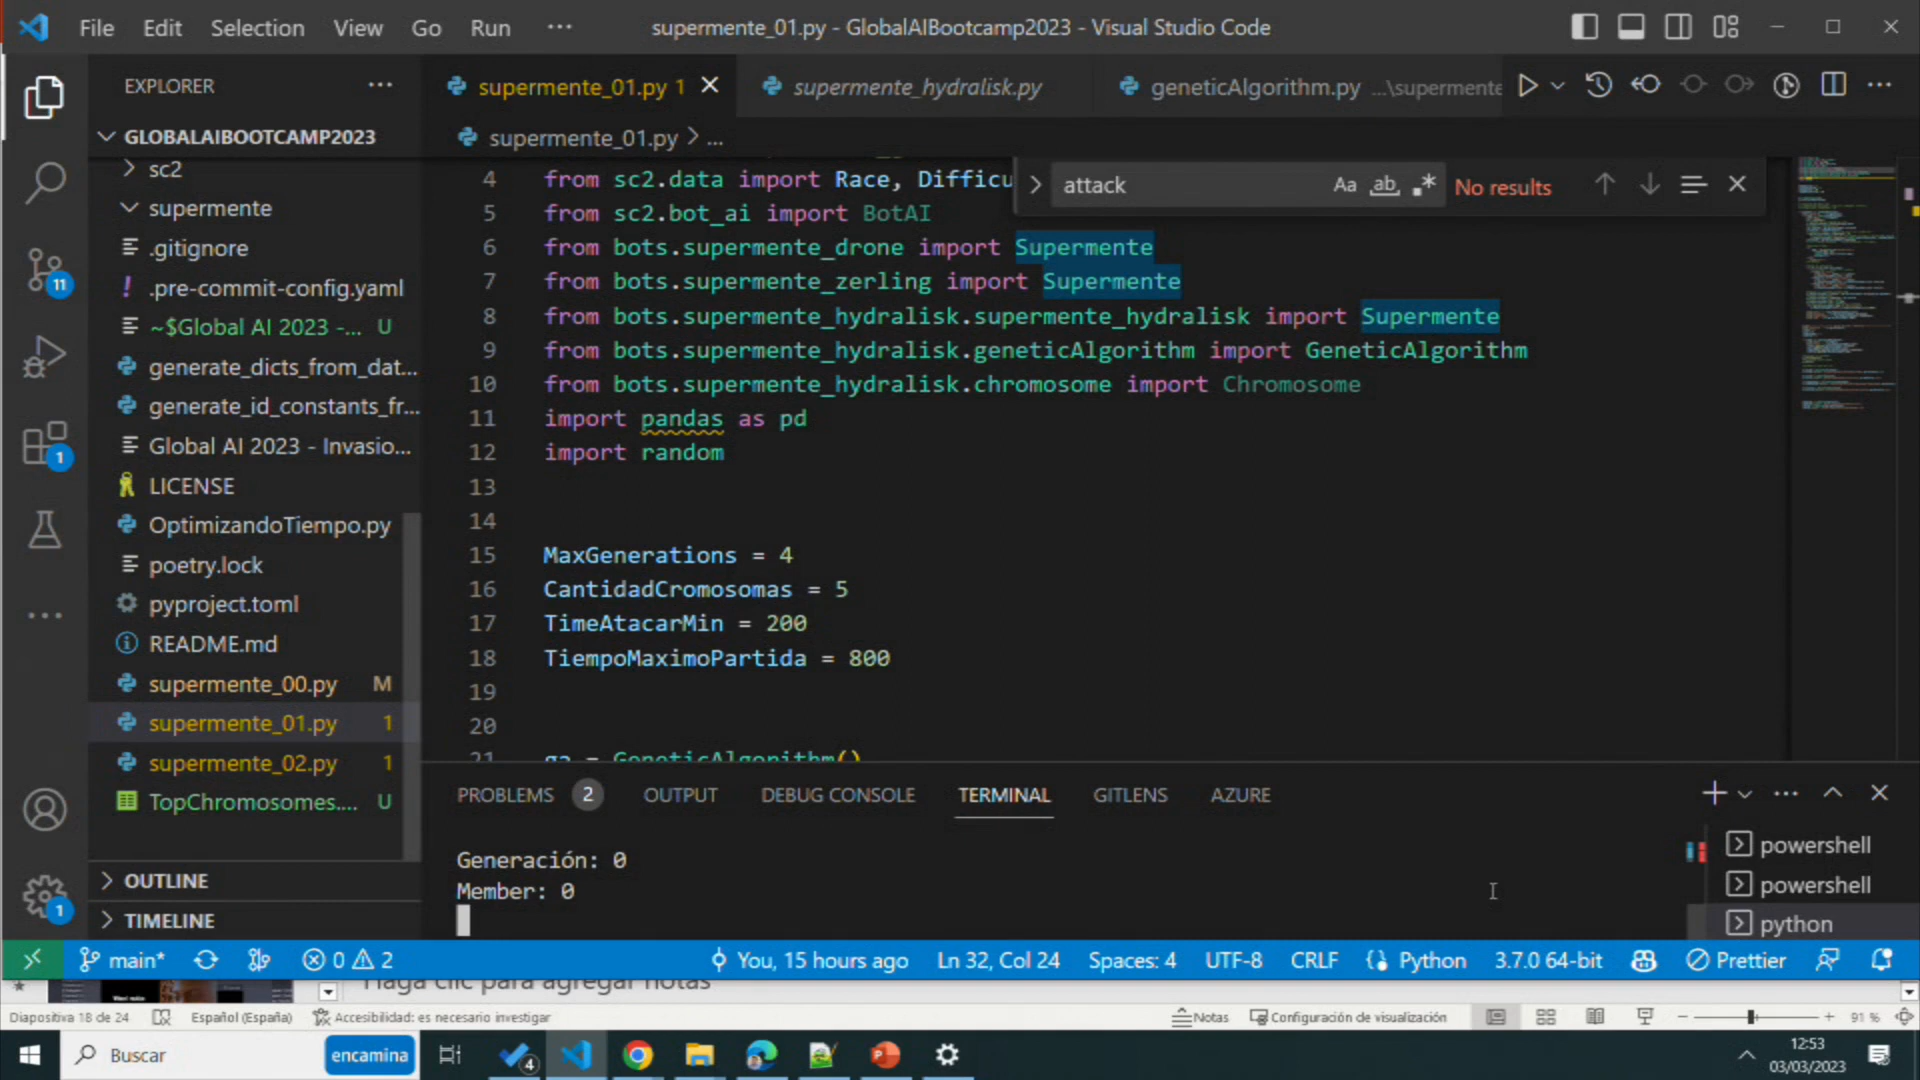 File Edit Selection View Go Run ··· supermente_01.py - GlobalAIBootcamp2023 - Visual Studio Code
EXPLORER ···
supermente_01.py 1
supermente_hydralisk.py
geneticAlgorithm.py ...\supermente
GLOBALAIBOOTCAMP2023
supermente_01.py > ...
sc2
supermente
.gitignore
.pre-commit-config.yaml
~$Global AI 2023 -... U
generate_dicts_from_dat...
generate_id_constants_fr...
Global AI 2023 - Invasio...
LICENSE
OptimizandoTiempo.py
poetry.lock
pyproject.toml
README.md
supermente_00.py M
supermente_01.py 1
supermente_02.py 1
TopChromosomes.... U
OUTLINE
TIMELINE
11
1
1
attack Aa ab .* No results
4 from sc2.data import Race, Difficu
5 from sc2.bot_ai import BotAI
6 from bots.supermente_drone import Supermente
7 from bots.supermente_zerling import Supermente
8 from bots.supermente_hydralisk.supermente_hydralisk import Supermente
9 from bots.supermente_hydralisk.geneticAlgorithm import GeneticAlgorithm
10 from bots.supermente_hydralisk.chromosome import Chromosome
11 import pandas as pd
12 import random
13
14
15 MaxGenerations = 4
16 CantidadCromosomas = 5
17 TimeAtacarMin = 200
18 TiempoMaximoPartida = 800
19
20
21 ga = GeneticAlgorithm()
PROBLEMS 2 OUTPUT DEBUG CONSOLE TERMINAL GITLENS AZURE
Generación: 0
Member: 0
powershell
powershell
python
main* 0 2 You, 15 hours ago Ln 32, Col 24 Spaces: 4 UTF-8 CRLF Python 3.7.0 64-bit Prettier
Haga clic para agregar notas
Diapositiva 18 de 24 Español (España) Accesibilidad: es necesario investigar Notas Configuración de visualización 91 %
Buscar encamina 4 12:53
03/03/2023